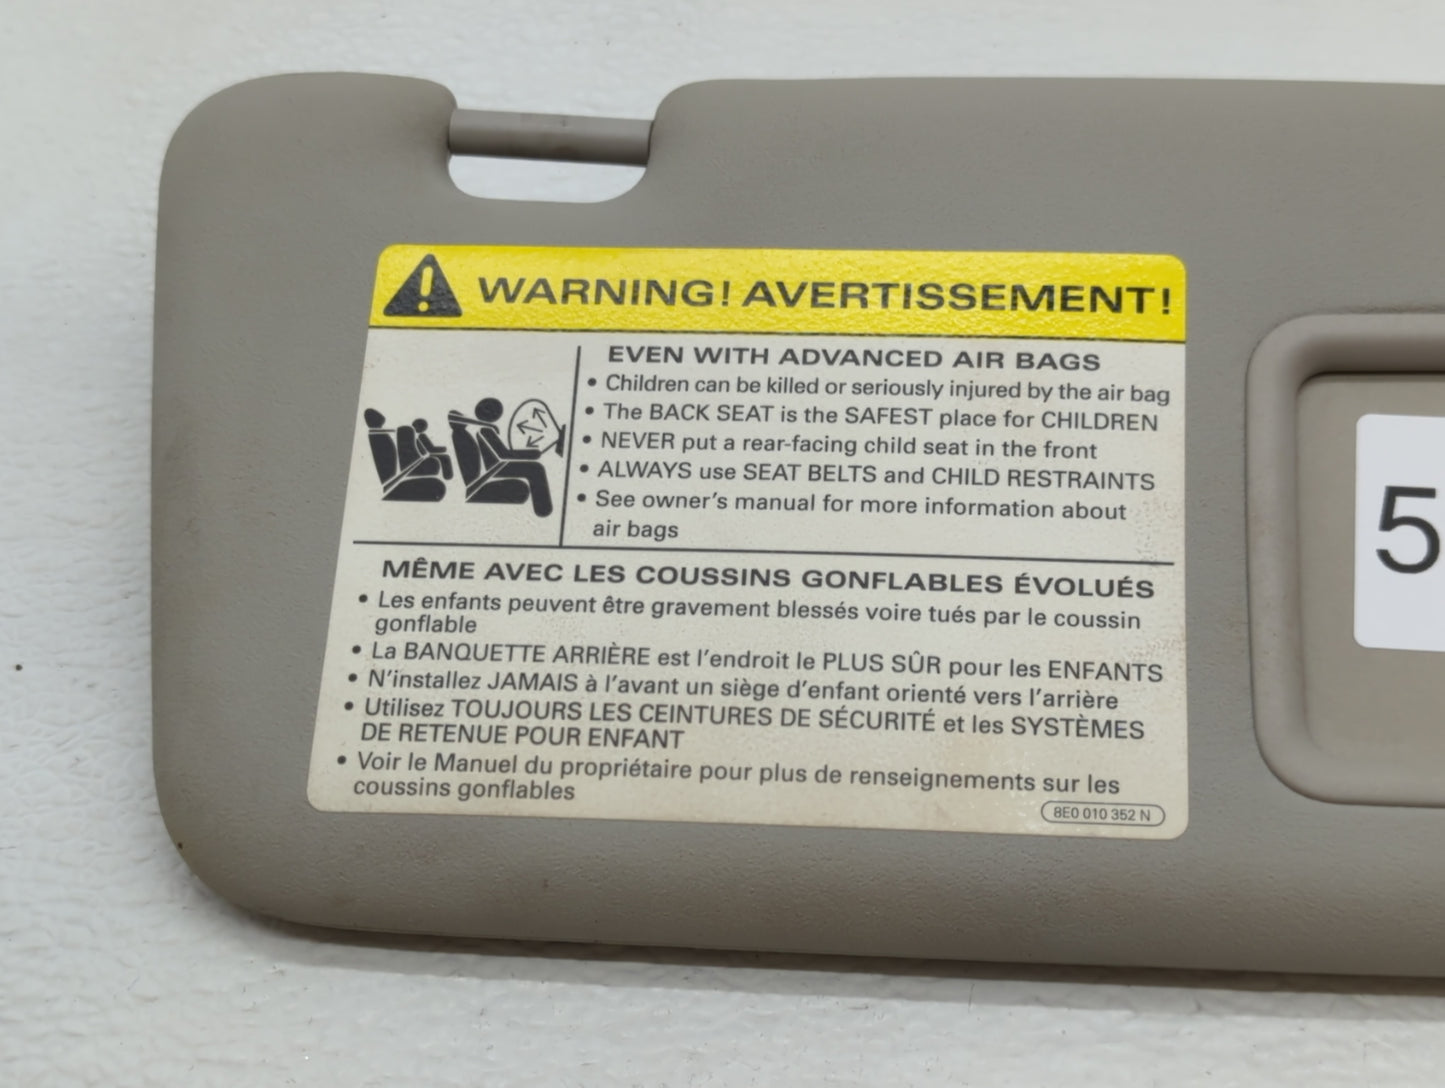 WARNING! AVERTISSEMENT!
EVEN WITH ADVANCED AIR BAGS
• Children can be killed or seriously injured by the air bag
• The BACK SEAT is the SAFEST place for CHILDREN
• NEVER put a rear-facing child seat in the front
• ALWAYS use SEAT BELTS and CHILD RESTRAINTS
• See owner's manual for more information about
air bags
MÊME AVEC LES COUSSINS GONFLABLES ÉVOLUÉS
• Les enfants peuvent être gravement blessés voire tués par le coussin
gonflable
• La BANQUETTE ARRIÈRE est l'endroit le PLUS SÛR pour les ENFANTS
• N'installez JAMAIS à l'avant un siège d'enfant orienté vers l'arrière
• Utilisez TOUJOURS LES CEINTURES DE SÉCURITÉ et les SYSTÈMES
DE RETENUE POUR ENFANT
• Voir le Manuel du propriétaire pour plus de renseignements sur les
coussins gonflables
8E0 010 352 N
5